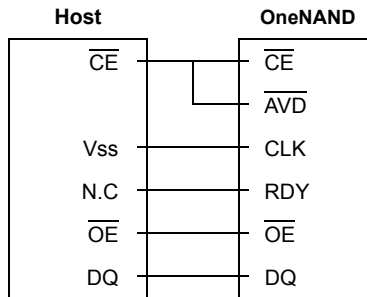 Host OneNAND
CE CE
AVD
Vss CLK
N.C RDY
OE OE
DQ DQ